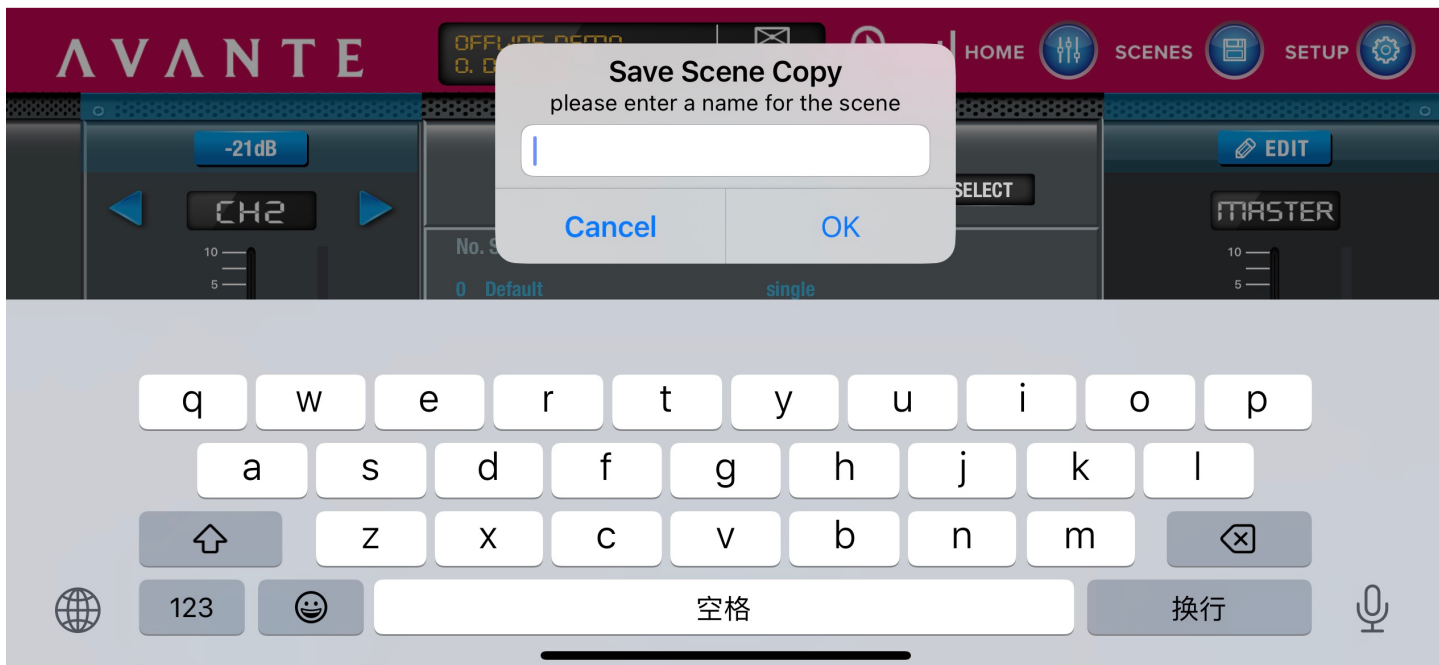 AVANTE
HOME
SCENES
SETUP
Save Scene Copy
please enter a name for the scene
Cancel
OK
-21dB
CH2
10
5
SELECT
No.
0 Default single
EDIT
MASTER
10
5
q w e r t y u i o p
a s d f g h j k l
z x c v b n m
123
空格
换行